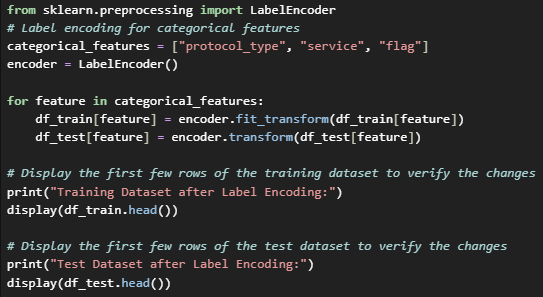 from sklearn.preprocessing import LabelEncoder
# Label encoding for categorical features
categorical_features = ["protocol_type", "service", "flag"]
encoder = LabelEncoder()
for feature in categorical_features:
    df_train[feature] = encoder.fit_transform(df_train[feature])
    df_test[feature] = encoder.transform(df_test[feature])
# Display the first few rows of the training dataset to verify the changes
print("Training Dataset after Label Encoding:")
display(df_train.head())
# Display the first few rows of the test dataset to verify the changes
print("Test Dataset after Label Encoding:")
display(df_test.head())